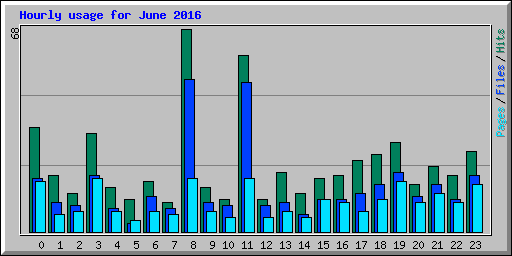 Hourly usage for June 2016
68
Pages/Files/Hits
0 1 2 3 4 5 6 7 8 9 10 11 12 13 14 15 16 17 18 19 20 21 22 23